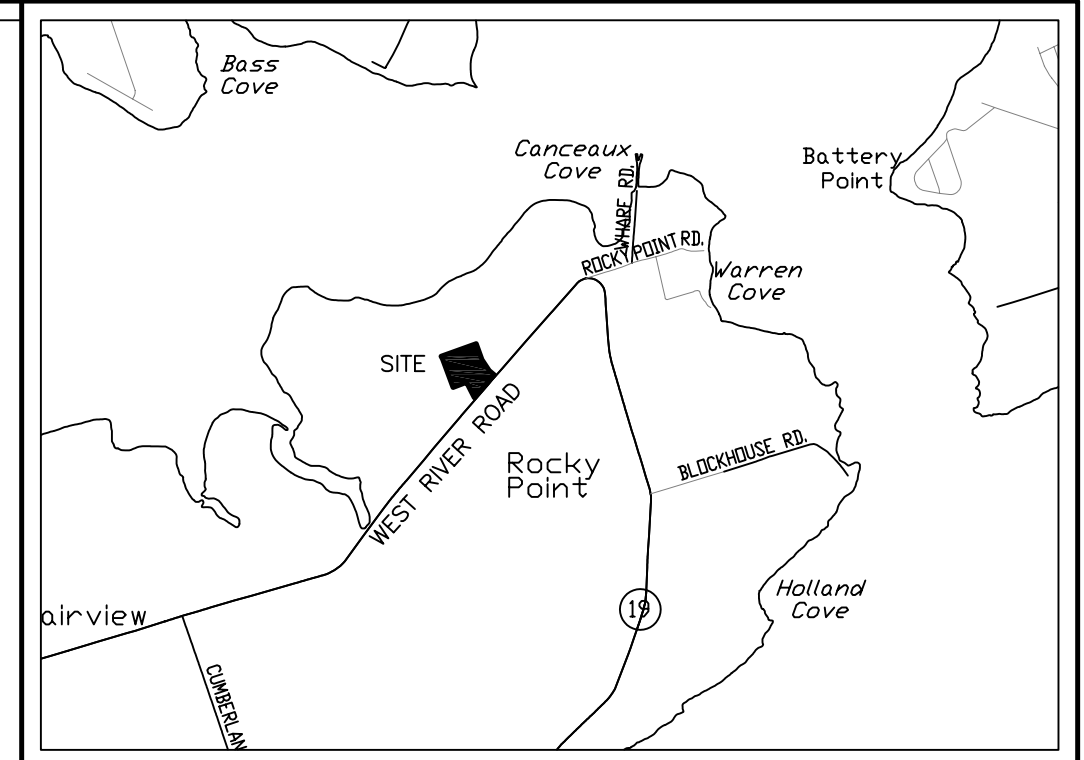 Bass
Cove
Canceaux
Cove
Battery
Point
WHARE RD.
ROCKY POINT RD.
Warren
Cove
SITE
WEST RIVER ROAD
Rocky
Point
BLOCKHOUSE RD.
Holland
Cove
19
airview
CUMBERLAN